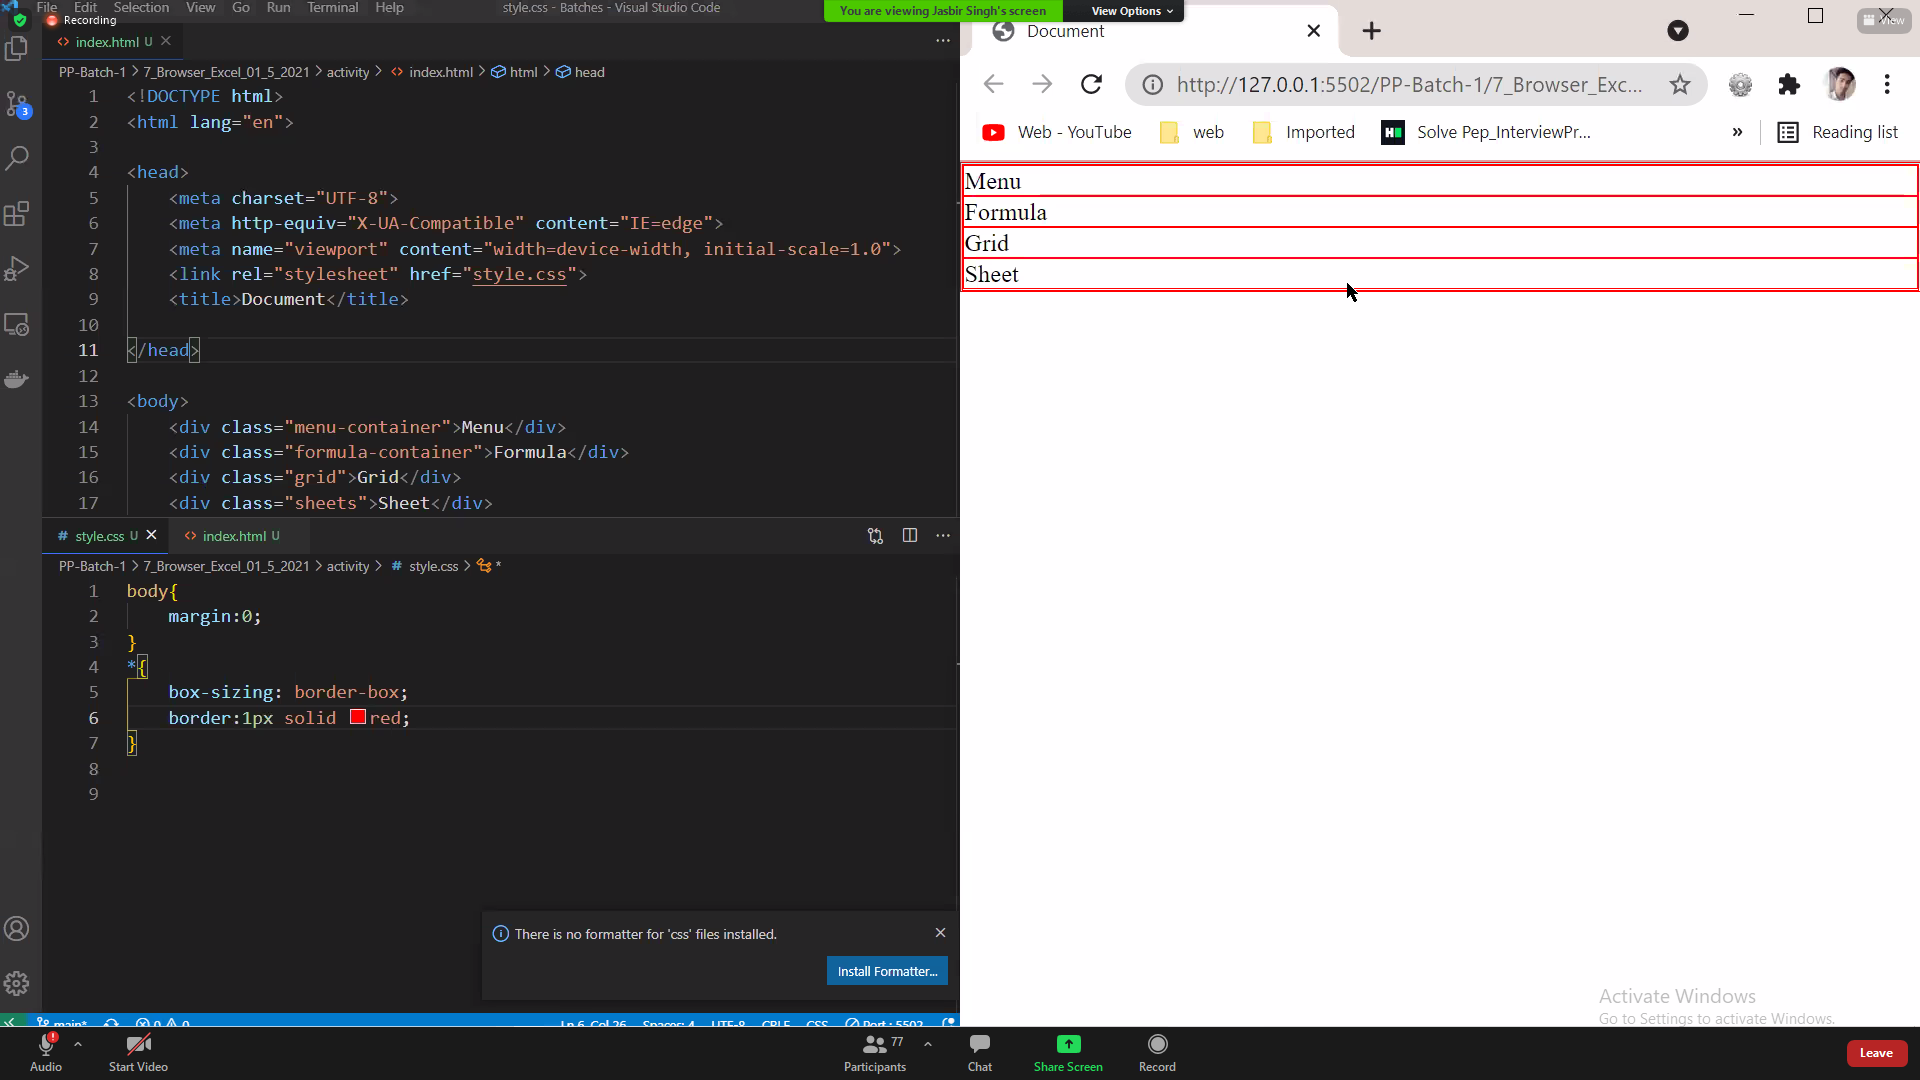 File Edit Selection View Go Run Terminal Help
style.css - Batches - Visual Studio Code
You are viewing Jasbir Singh's screen
View Options
View
Recording
index.html U
PP-Batch-1 > 7_Browser_Excel_01_5_2021 > activity > index.html > html > head
1 <!DOCTYPE html>
2 <html lang="en">
3
4 <head>
5 <meta charset="UTF-8">
6 <meta http-equiv="X-UA-Compatible" content="IE=edge">
7 <meta name="viewport" content="width=device-width, initial-scale=1.0">
8 <link rel="stylesheet" href="style.css">
9 <title>Document</title>
10
11 </head>
12
13 <body>
14 <div class="menu-container">Menu</div>
15 <div class="formula-container">Formula</div>
16 <div class="grid">Grid</div>
17 <div class="sheets">Sheet</div>
3
# style.css U
index.html U
PP-Batch-1 > 7_Browser_Excel_01_5_2021 > activity > # style.css > *
1 body{
2 margin:0;
3 }
4 *{
5 box-sizing: border-box;
6 border:1px solid red;
7 }
8
9
There is no formatter for 'css' files installed.
Install Formatter...
main* 0 0
Ln 6, Col 26 Spaces: 4 UTF-8 CRLF CSS Port : 5502
Document
http://127.0.0.1:5502/PP-Batch-1/7_Browser_Exc...
Web - YouTube
web
Imported
Solve Pep_InterviewPr...
»
Reading list
Menu
Formula
Grid
Sheet
Activate Windows
Go to Settings to activate Windows.
Audio
Start Video
77
Participants
Chat
Share Screen
Record
Leave